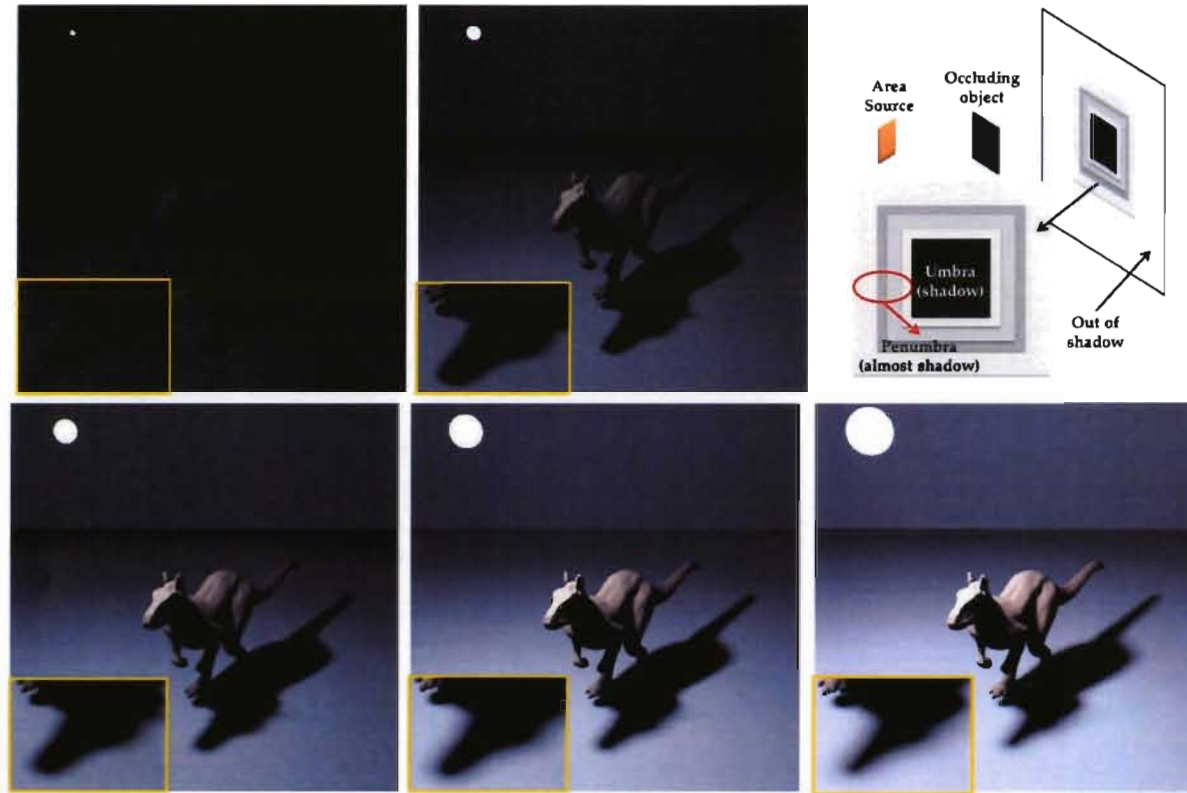 Area
Source
Occluding
object
Umbra
(shadow)
Out of
shadow
Penumbra
(almost shadow)